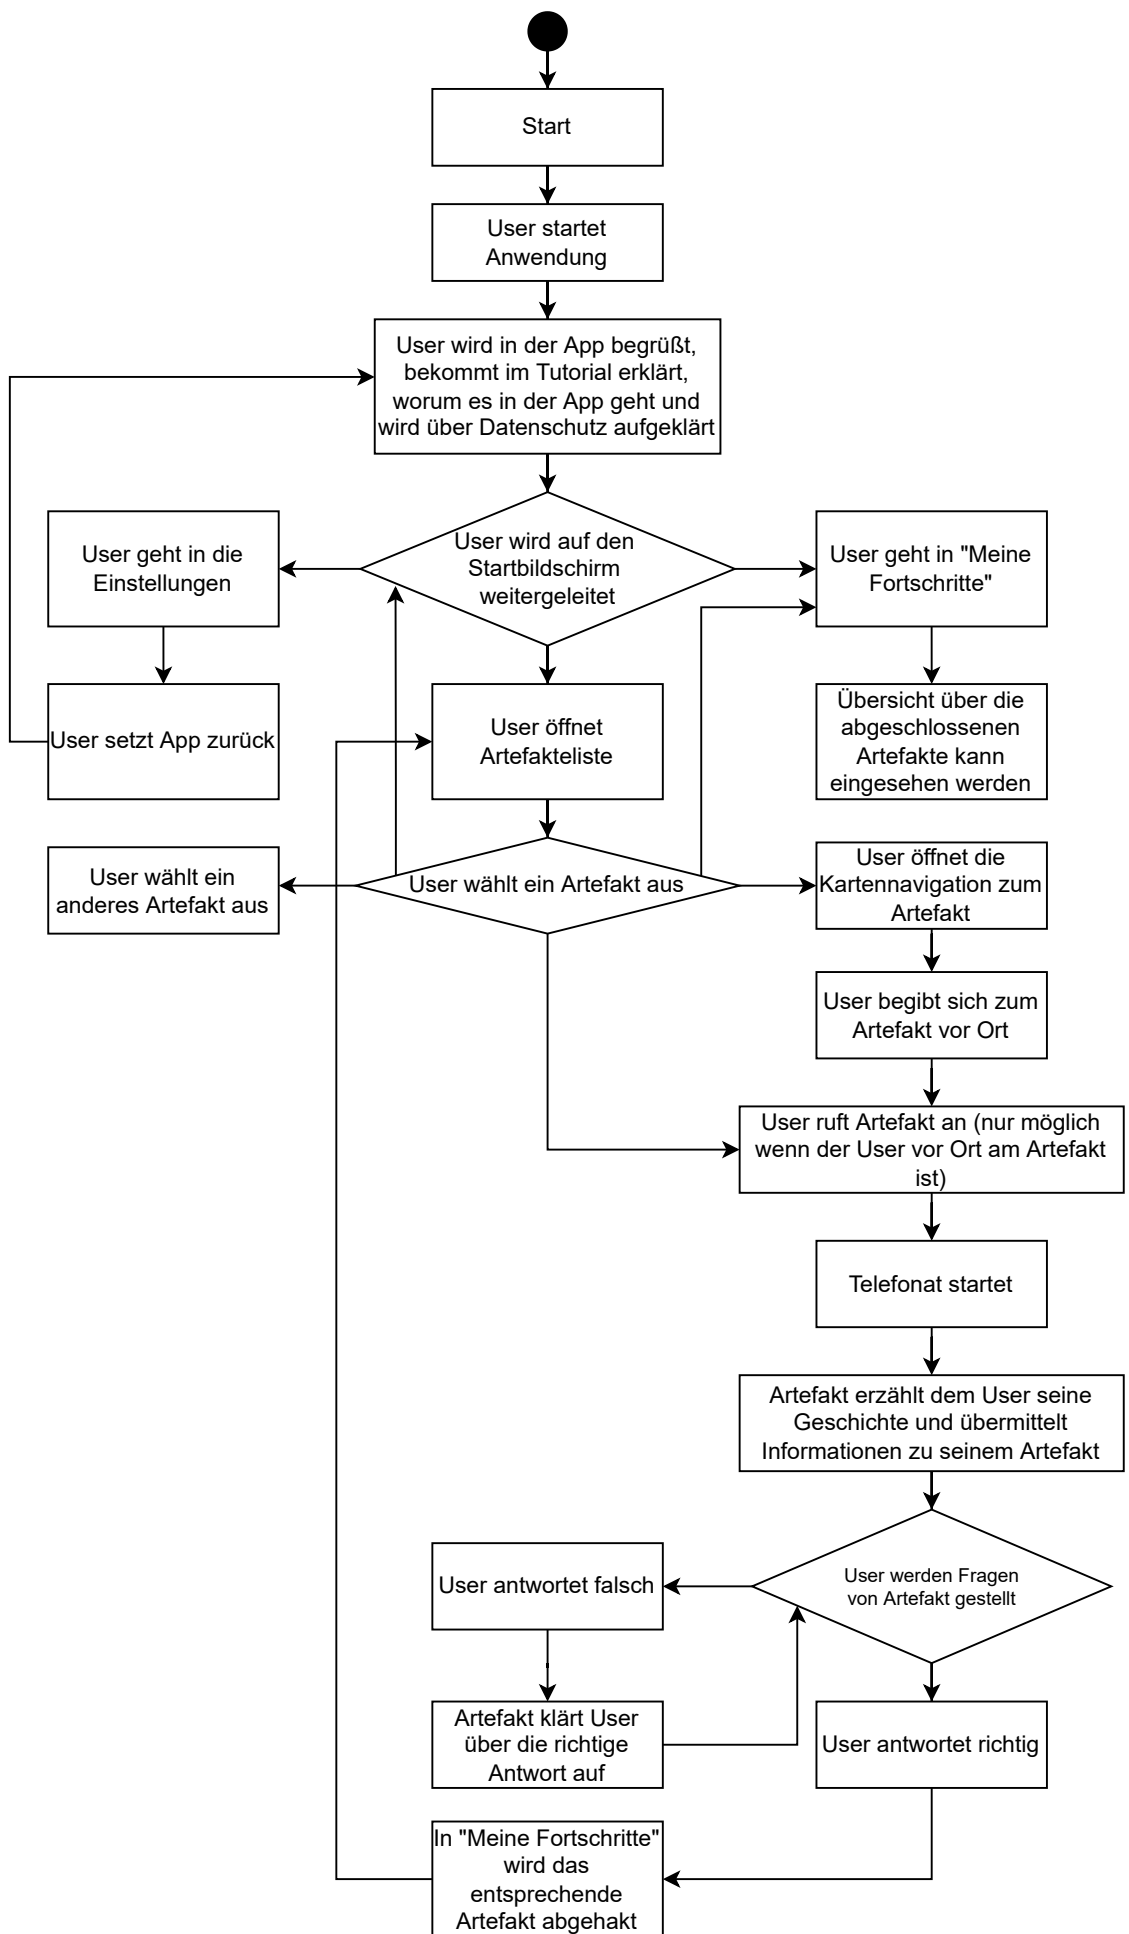 Start
User startet
Anwendung
User wird in der App begrüßt,
bekommt im Tutorial erklärt,
worum es in der App geht und
wird über Datenschutz aufgeklärt
User geht in die
Einstellungen
User wird auf den
Startbildschirm
weitergeleitet
User geht in "Meine
Fortschritte"
User setzt App zurück
User öffnet
Artefakteliste
Übersicht über die
abgeschlossenen
Artefakte kann
eingesehen werden
User wählt ein
anderes Artefakt aus
User wählt ein Artefakt aus
User öffnet die
Kartennavigation zum
Artefakt
User begibt sich zum
Artefakt vor Ort
User ruft Artefakt an (nur möglich
wenn der User vor Ort am Artefakt
ist)
Telefonat startet
Artefakt erzählt dem User seine
Geschichte und übermittelt
Informationen zu seinem Artefakt
User antwortet falsch
User werden Fragen
von Artefakt gestellt
Artefakt klärt User
über die richtige
Antwort auf
User antwortet richtig
In "Meine Fortschritte"
wird das
entsprechende
Artefakt abgehakt